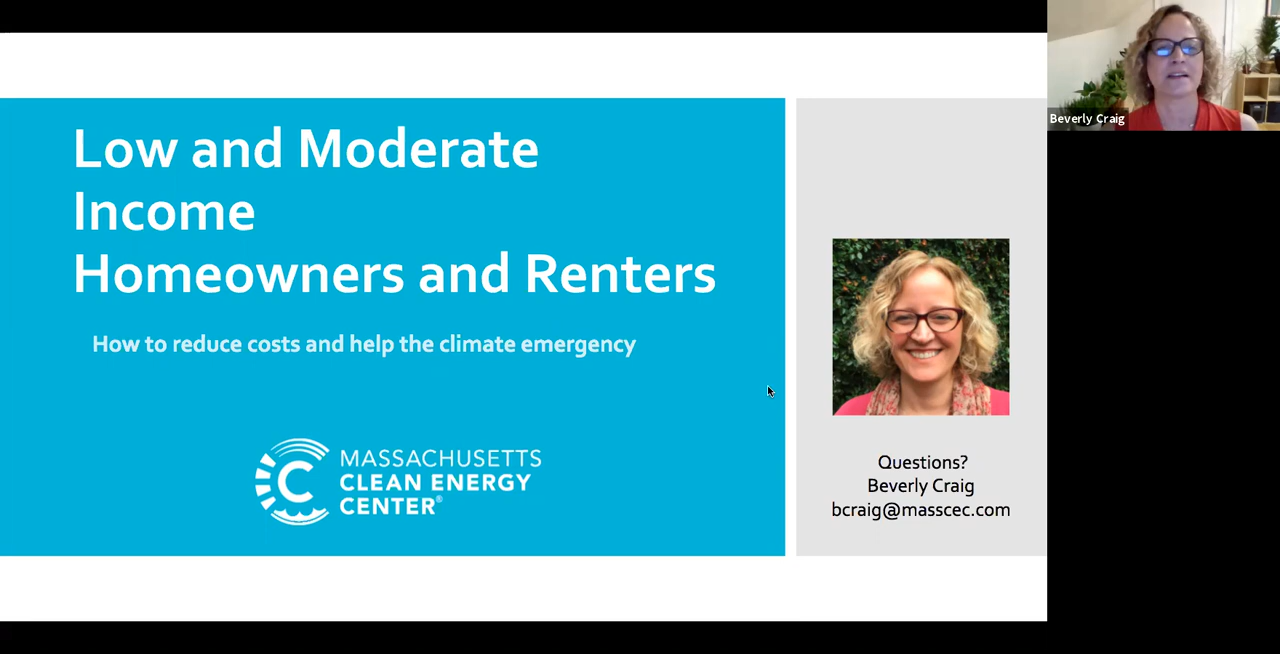 Low and Moderate
Income
Homeowners and Renters
How to reduce costs and help the climate emergency
MASSACHUSETTS
CLEAN ENERGY
CENTER®
Questions?
Beverly Craig
bcraig@masscec.com
Beverly Craig